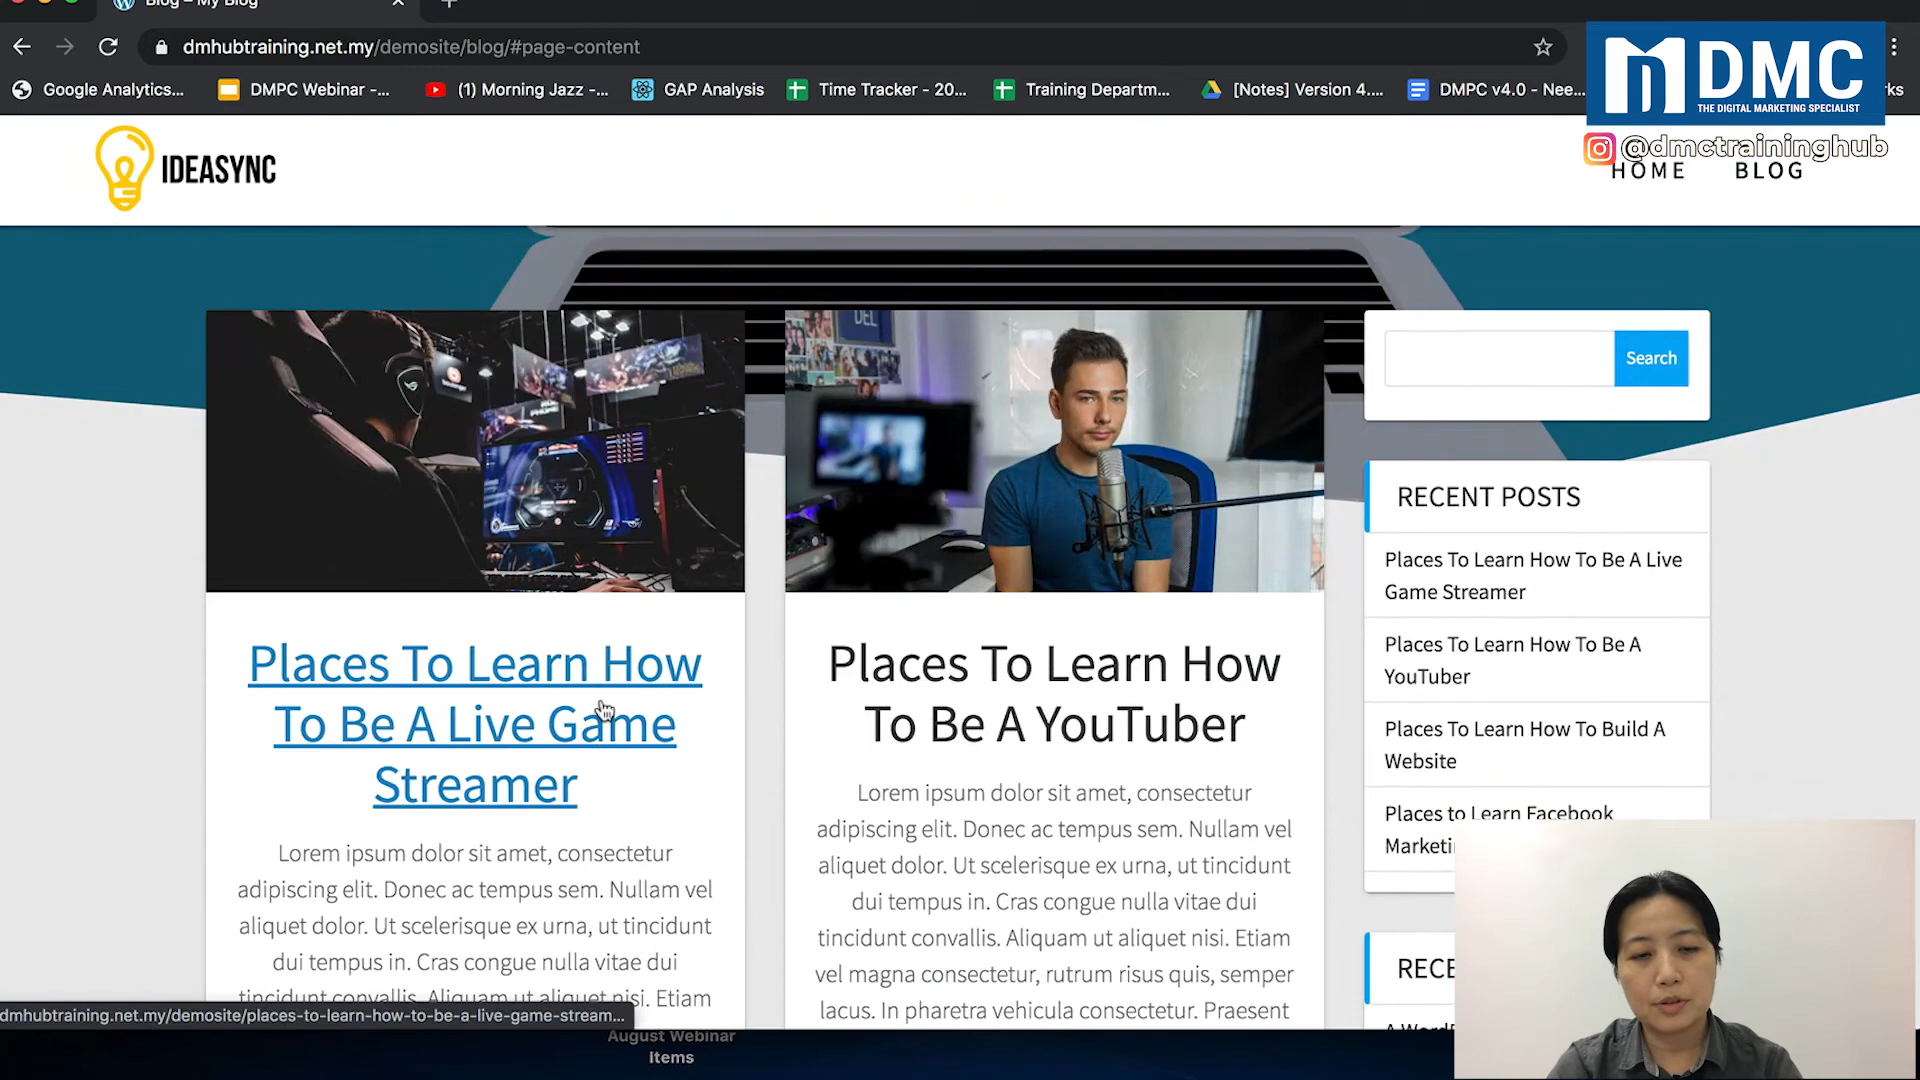 Blog – My Blog
dmhubtraining.net.my/demosite/blog/#page-content
Google Analytics...
DMPC Webinar -...
(1) Morning Jazz -...
GAP Analysis
Time Tracker - 20...
Training Departm...
[Notes] Version 4....
DMPC v4.0 - Nee...
DMC
THE DIGITAL MARKETING SPECIALIST
@dmctraininghub
IDEASYNC
HOME
BLOG
DEL
Search
RECENT POSTS
Places To Learn How To Be A Live
Game Streamer
Places To Learn How To Be A
YouTuber
Places To Learn How To Build A
Website
Places to Learn Facebook
Places To Learn How
To Be A Live Game
Streamer
Lorem ipsum dolor sit amet, consectetur
adipiscing elit. Donec ac tempus sem. Nullam vel
aliquet dolor. Ut scelerisque ex urna, ut tincidunt
dui tempus in. Cras congue nulla vitae dui
tincidunt convallis. Aliquam ut aliquet nisi. Etiam
Places To Learn How
To Be A YouTuber
Lorem ipsum dolor sit amet, consectetur
adipiscing elit. Donec ac tempus sem. Nullam vel
aliquet dolor. Ut scelerisque ex urna, ut tincidunt
dui tempus in. Cras congue nulla vitae dui
tincidunt convallis. Aliquam ut aliquet nisi. Etiam
vel magna consectetur, rutrum risus quis, semper
lacus. In pharetra vehicula consectetur. Praesent
dmhubtraining.net.my/demosite/places-to-learn-how-to-be-a-live-game-stream...
August Webinar
Items